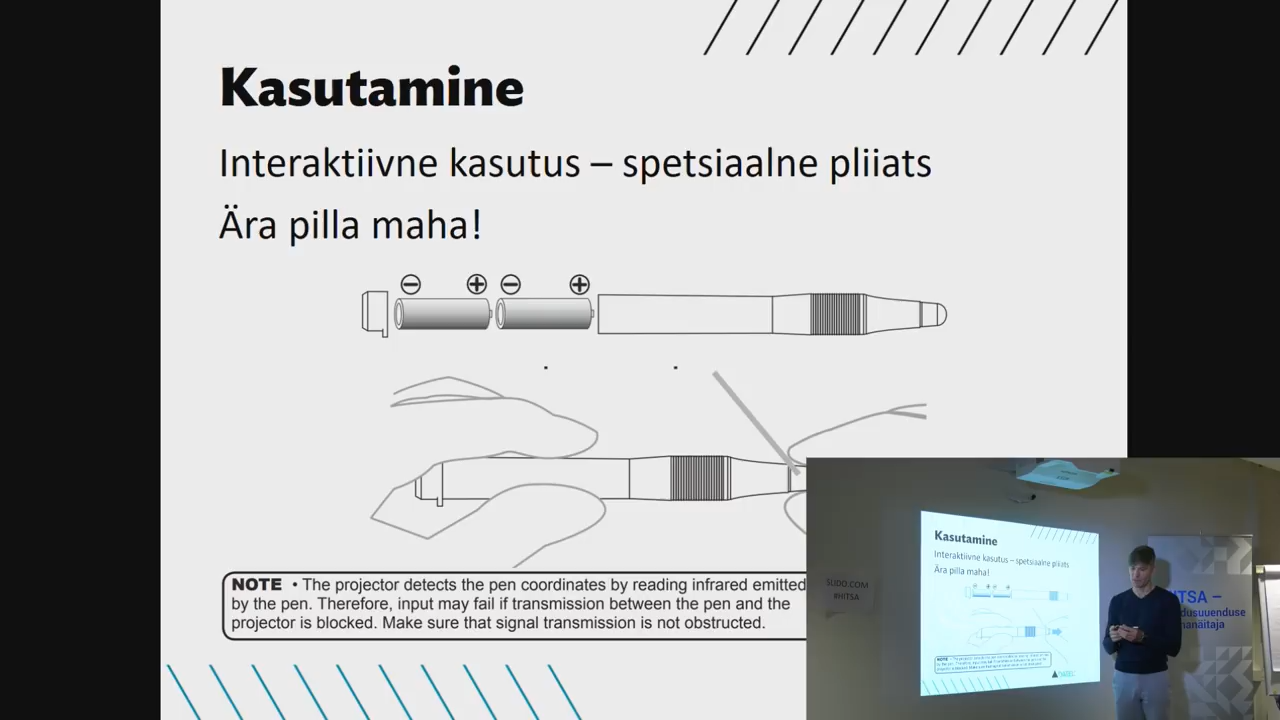 Kasutamine
Interaktiivne kasutus – spetsiaalne pliiats
Ära pilla maha!
NOTE • The projector detects the pen coordinates by reading infrared emitted
by the pen. Therefore, input may fail if transmission between the pen and the
projector is blocked. Make sure that signal transmission is not obstructed.
Kasutamine
Interaktiivne kasutus – spetsiaalne pliiats
Ära pilla maha!
SLIDO.COM
#HITSA